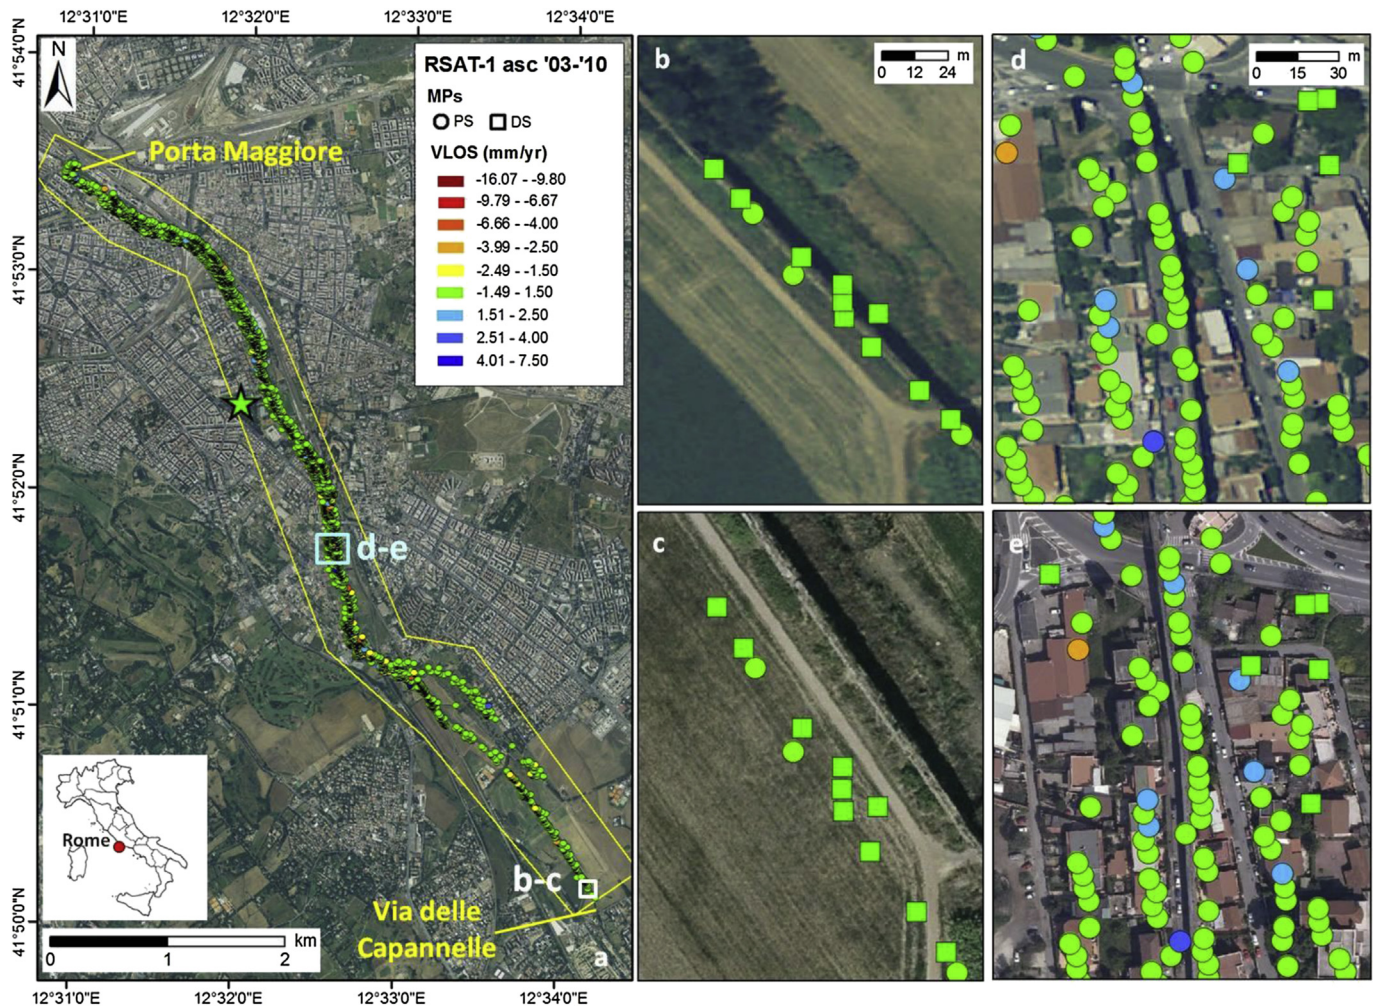 12°31'0"E 12°32'0"E 12°33'0"E 12°34'0"E
41°54'0"N
41°53'0"N
41°52'0"N
41°51'0"N
41°50'0"N
N
Porta Maggiore
RSAT-1 asc '03-'10
MPs
PS DS
VLOS (mm/yr)
-16.07 - -9.80
-9.79 - -6.67
-6.66 - -4.00
-3.99 - -2.50
-2.49 - -1.50
-1.49 - 1.50
1.51 - 2.50
2.51 - 4.00
4.01 - 7.50
d-e
b-c
Via delle
Capannelle
Rome
0 1 2 km
a
12°31'0"E 12°32'0"E 12°33'0"E 12°34'0"E
b
0 12 24 m
c
d
0 15 30 m
e